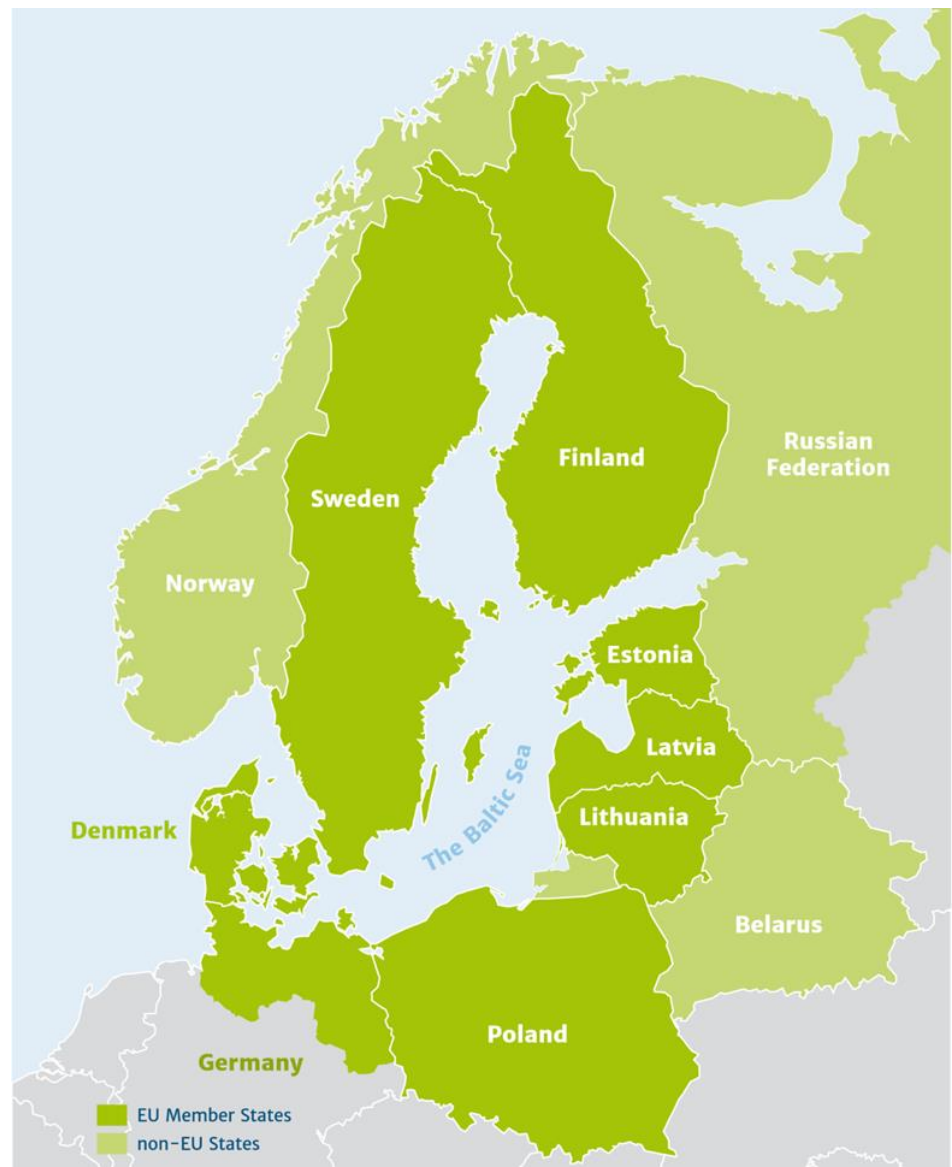 Finland
Russian
Federation
Sweden
Norway
Estonia
Latvia
The Baltic Sea
Lithuania
Denmark
Belarus
Poland
Germany
EU Member States
non-EU States